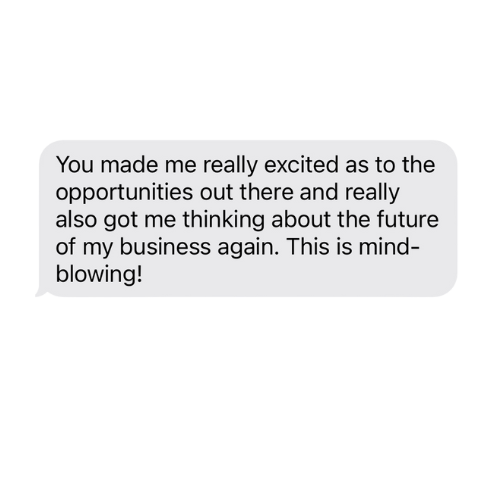 You made me really excited as to the
opportunities out there and really
also got me thinking about the future
of my business again. This is mind-
blowing!